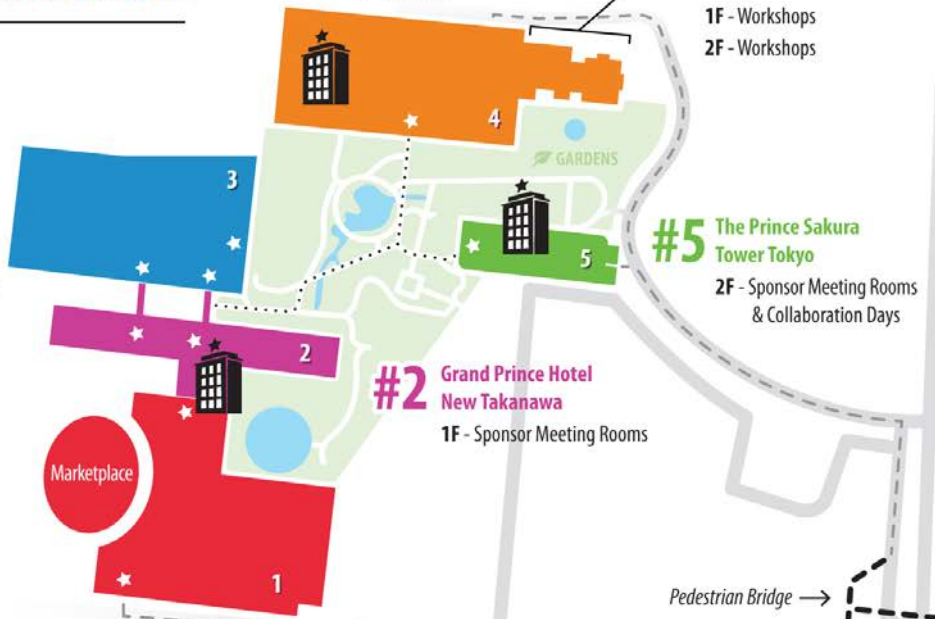 1F - Workshops
2F - Workshops
4
GARDENS
3
5
#5 The Prince Sakura
Tower Tokyo
2F - Sponsor Meeting Rooms
& Collaboration Days
2
#2 Grand Prince Hotel
New Takanawa
1F - Sponsor Meeting Rooms
Marketplace
1
Pedestrian Bridge